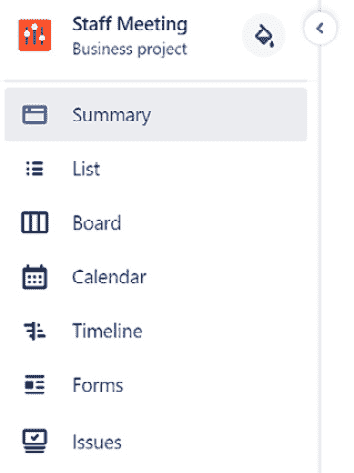 Staff Meeting
Business project
Summary
List
Board
Calendar
Timeline
Forms
Issues